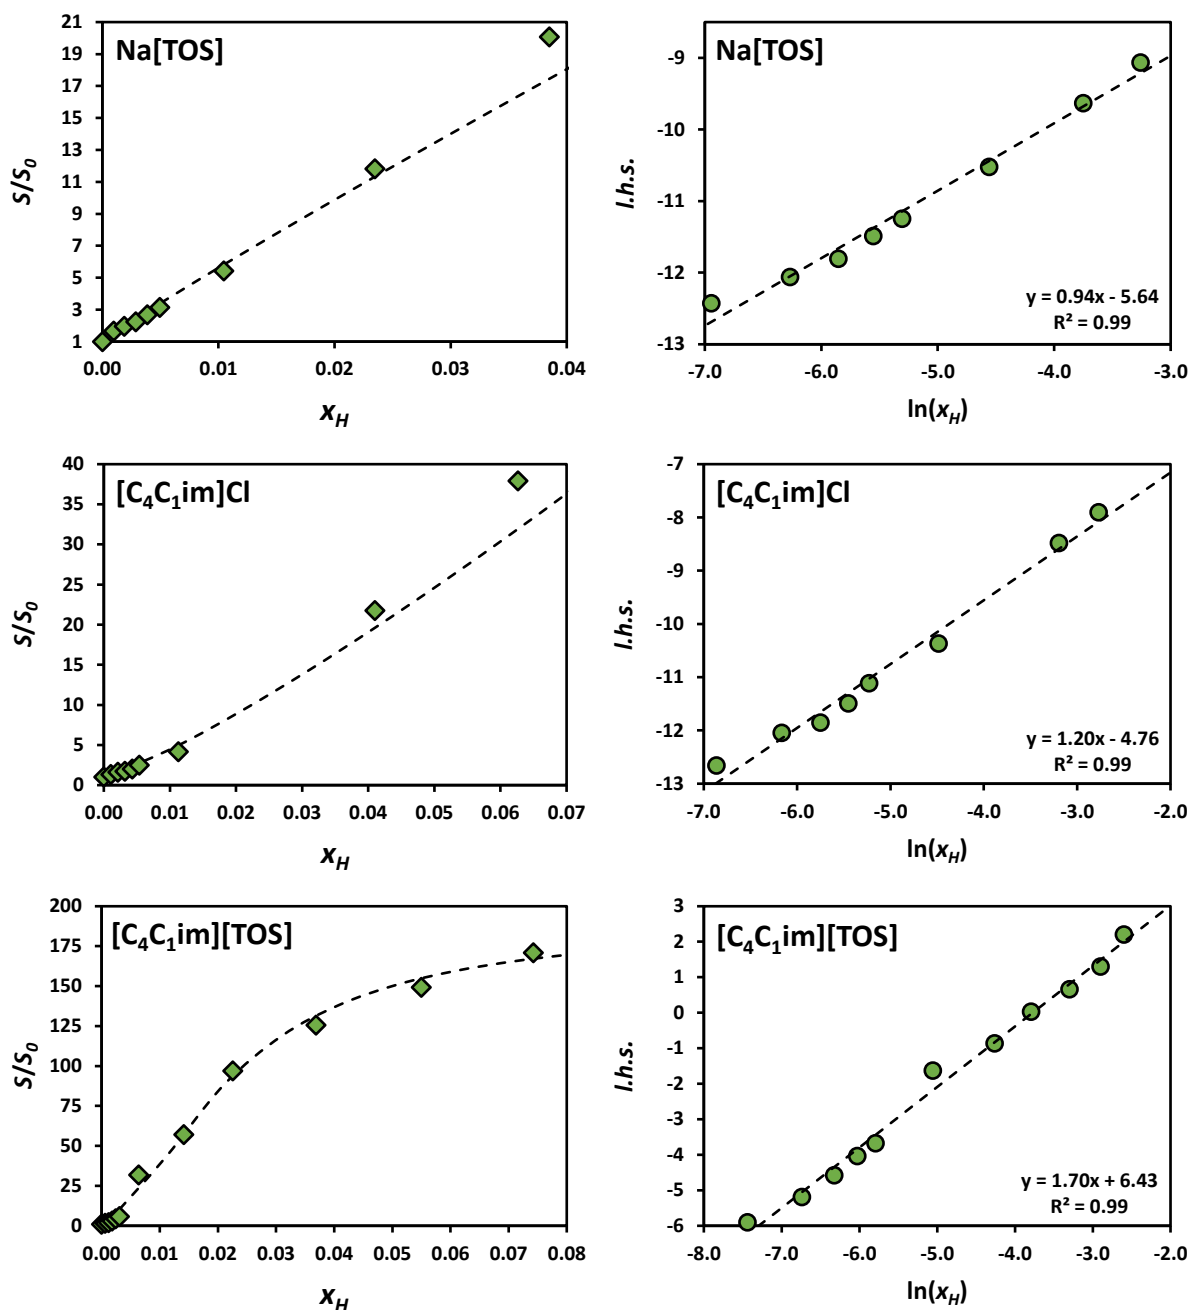 Na[TOS]
21
19
17
15
13
11
9
7
5
3
1
S/S₀
0.00 0.01 0.02 0.03 0.04
x_H
Na[TOS]
-9
-10
-11
-12
-13
l.h.s.
y = 0.94x - 5.64
R² = 0.99
-7.0 -6.0 -5.0 -4.0 -3.0
ln(x_H)
[C₄C₁im]Cl
40
35
30
25
20
15
10
5
0
S/S₀
0.00 0.01 0.02 0.03 0.04 0.05 0.06 0.07
x_H
[C₄C₁im]Cl
-7
-8
-9
-10
-11
-12
-13
l.h.s.
y = 1.20x - 4.76
R² = 0.99
-7.0 -6.0 -5.0 -4.0 -3.0 -2.0
ln(x_H)
[C₄C₁im][TOS]
200
175
150
125
100
75
50
25
0
S/S₀
0.00 0.01 0.02 0.03 0.04 0.05 0.06 0.07 0.08
x_H
[C₄C₁im][TOS]
3
2
1
0
-1
-2
-3
-4
-5
-6
l.h.s.
y = 1.70x + 6.43
R² = 0.99
-8.0 -7.0 -6.0 -5.0 -4.0 -3.0 -2.0
ln(x_H)